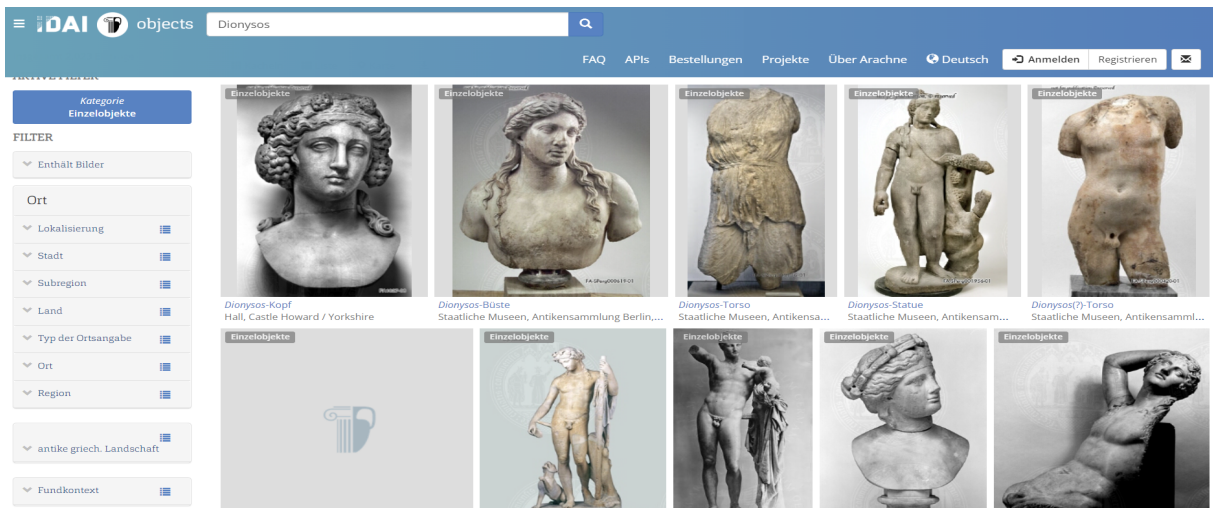 iDAI objects
Dionysos
FAQ APIs Bestellungen Projekte Über Arachne Deutsch Anmelden Registrieren
AKTIVE FILTER
Kategorie
Einzelobjekte
FILTER
Enthält Bilder
Ort
Lokalisierung
Stadt
Subregion
Land
Typ der Ortsangabe
Ort
Region
antike griech. Landschaft
Fundkontext
Einzelobjekte
Dionysos-Kopf
Hall, Castle Howard / Yorkshire
Einzelobjekte
Dionysos-Büste
Staatliche Museen, Antikensammlung Berlin,...
Einzelobjekte
Dionysos-Torso
Staatliche Museen, Antikensa...
Einzelobjekte
Dionysos-Statue
Staatliche Museen, Antikensam...
Einzelobjekte
Dionysos(?)-Torso
Staatliche Museen, Antikensamml...
Einzelobjekte
Einzelobjekte
Einzelobjekte
Einzelobjekte
Einzelobjekte